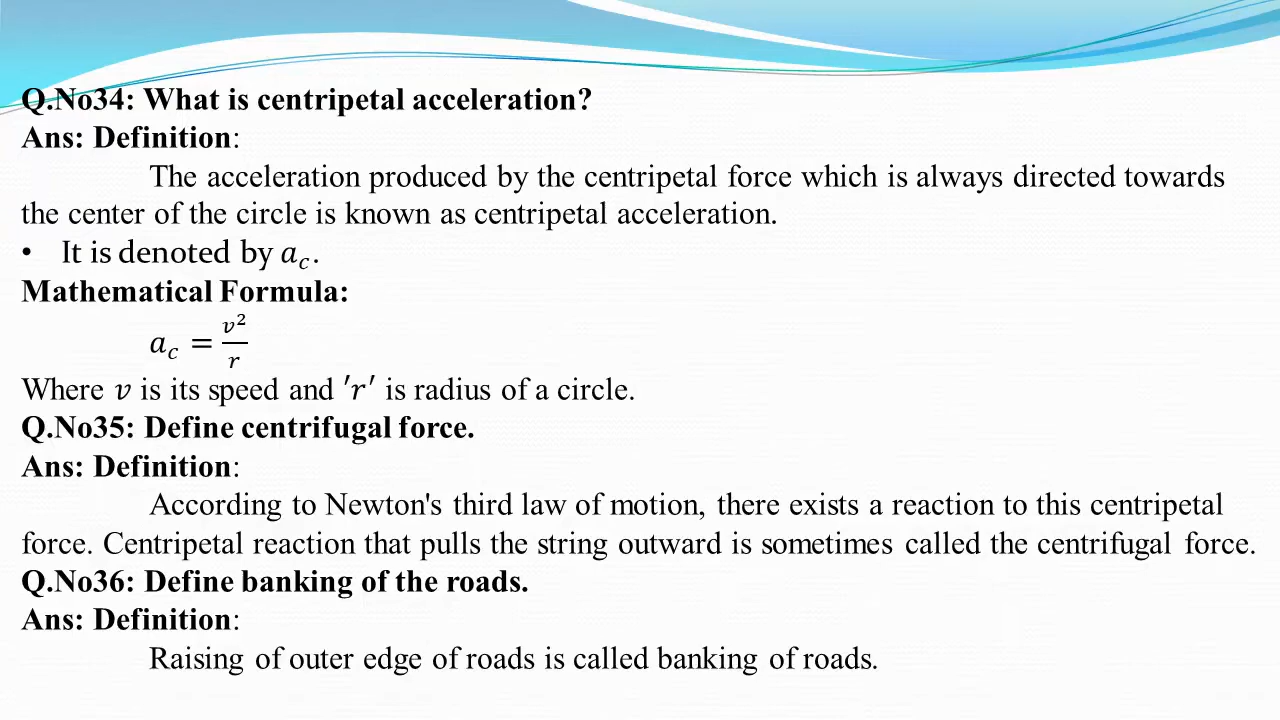 Q.No34: What is centripetal acceleration?
Ans: Definition:
The acceleration produced by the centripetal force which is always directed towards
the center of the circle is known as centripetal acceleration.
• It is denoted by 𝑎𝑐.
Mathematical Formula:
𝑎𝑐 = 𝑣²/𝑟
Where 𝑣 is its speed and ′𝑟′ is radius of a circle.
Q.No35: Define centrifugal force.
Ans: Definition:
According to Newton's third law of motion, there exists a reaction to this centripetal
force. Centripetal reaction that pulls the string outward is sometimes called the centrifugal force.
Q.No36: Define banking of the roads.
Ans: Definition:
Raising of outer edge of roads is called banking of roads.